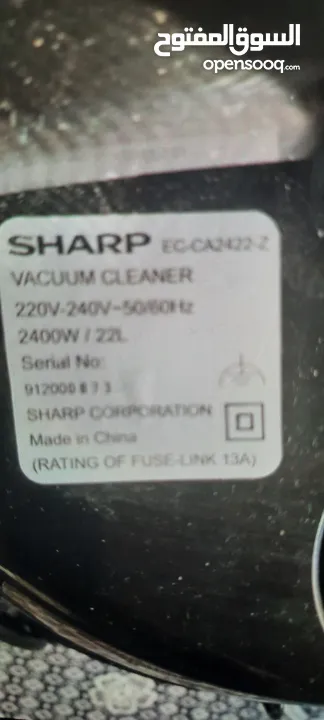 السوق المفتوح
opensooq.com
SHARP EC-CA2422-Z
VACUUM CLEANER
220V-240V~50/60Hz
2400W / 22L
Serial No:
912000873
SHARP CORPORATION
Made in China
(RATING OF FUSE-LINK 13A)